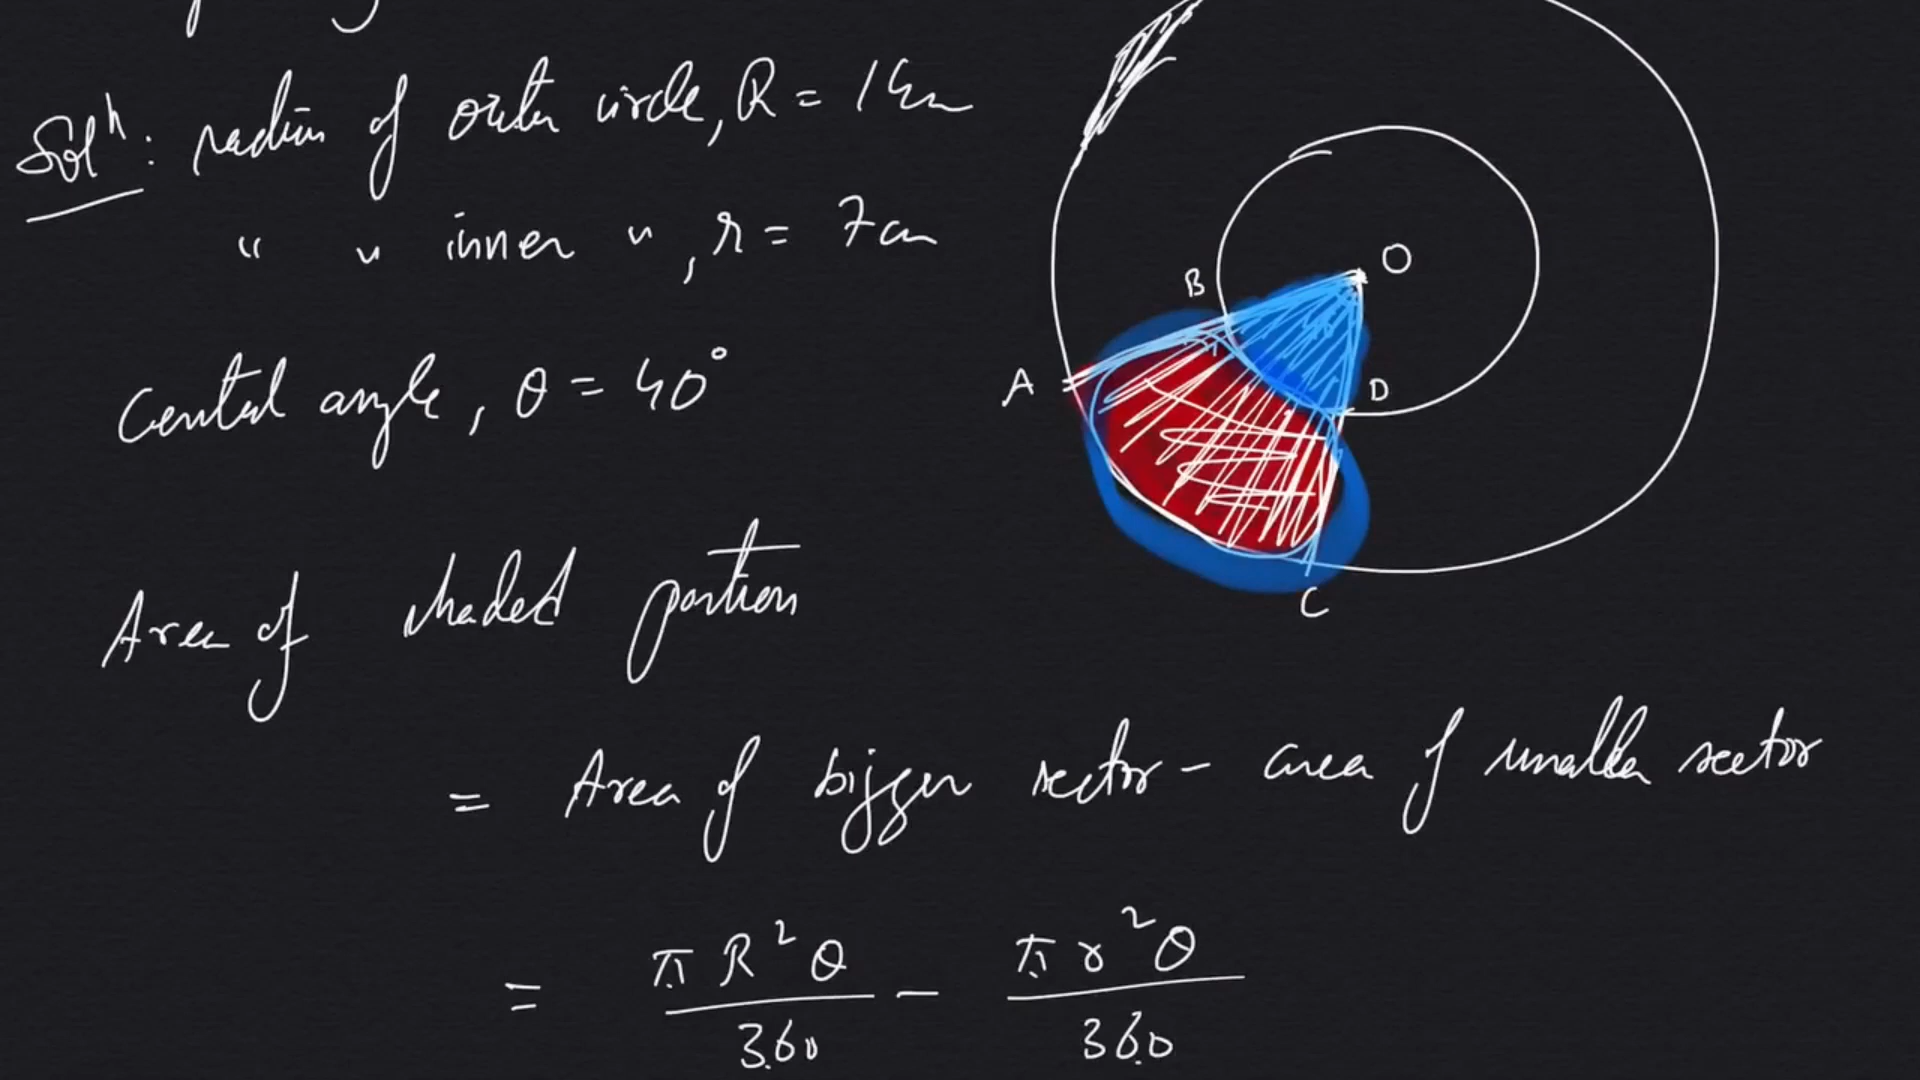 Solⁿ: radius of outer circle, R = 14cm
" " inner ", r = 7cm
Central angle, θ = 40°
Area of shaded portion
= Area of bigger sector - area of smaller sector
= πR²θ/360 - πr²θ/360
O
B
A
D
C